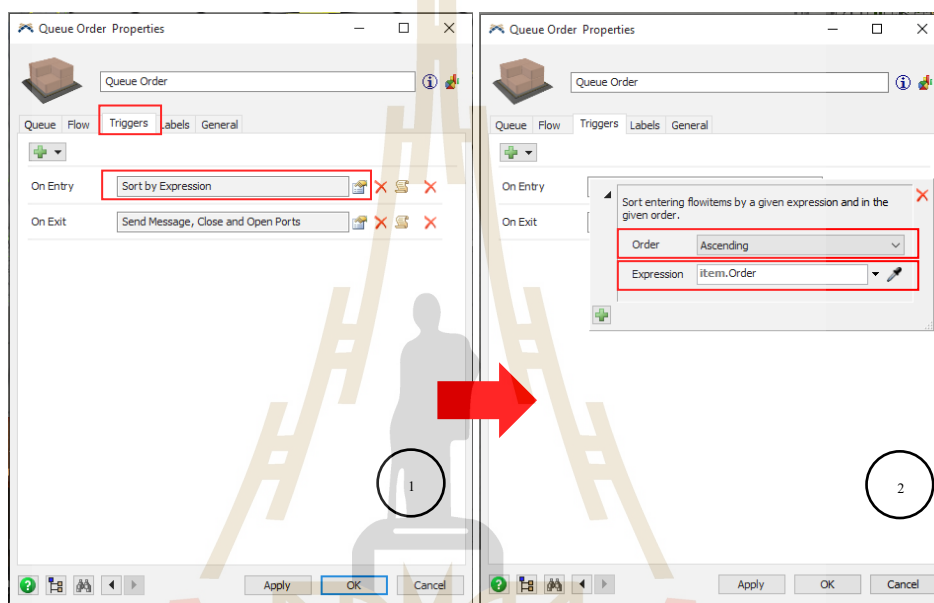 Queue Order Properties
Queue Order
Queue Flow Triggers Labels General
On Entry Sort by Expression
On Exit Send Message, Close and Open Ports
1
Apply OK Cancel
Queue Order Properties
Queue Order
Queue Flow Triggers Labels General
On Entry
Sort entering flowitems by a given expression and in the
given order.
On Exit
Order Ascending
Expression item.Order
2
Apply OK Cancel